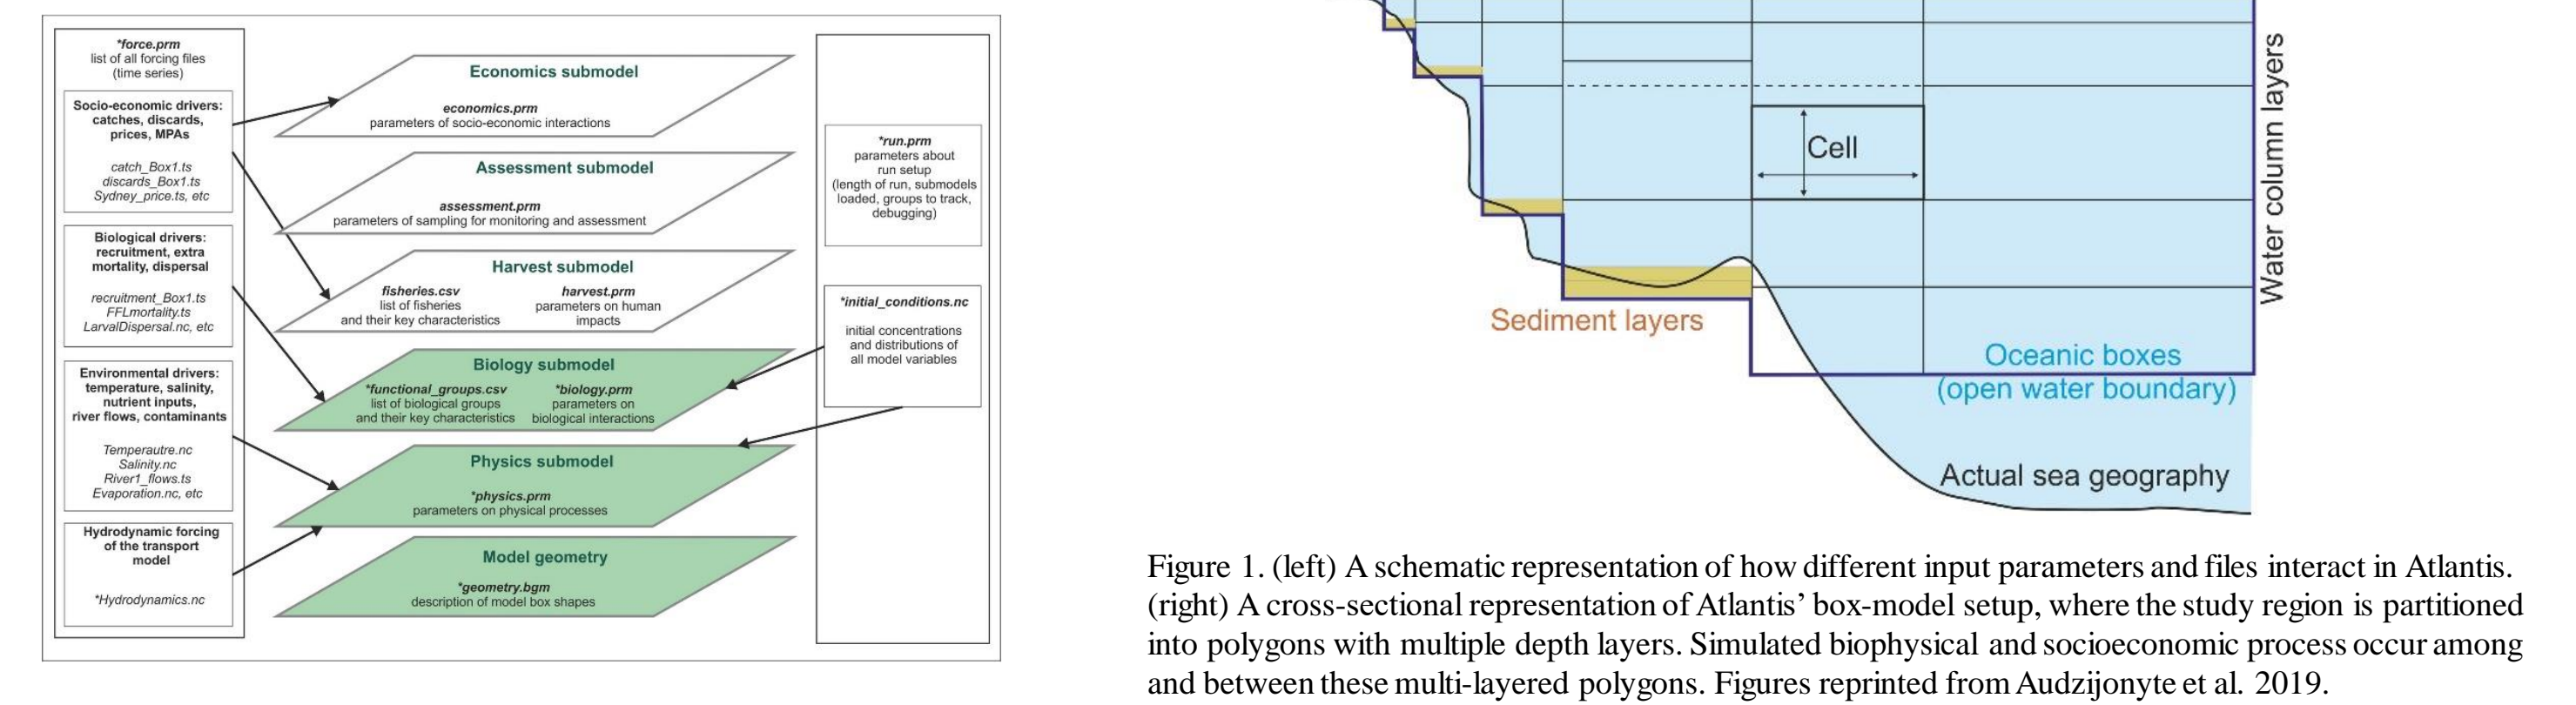 *force.prm
list of all forcing files
(time series)
Socio-economic drivers:
catches, discards,
prices, MPAs
catch_Box1.ts
discards_Box1.ts
Sydney_price.ts, etc
Biological drivers:
recruitment, extra
mortality, dispersal
recruitment_Box1.ts
FFLmortality.ts
LarvalDispersal.nc, etc
Environmental drivers:
temperature, salinity,
nutrient inputs,
river flows, contaminants
Temperautre.nc
Salinity.nc
River1_flows.ts
Evaporation.nc, etc
Hydrodynamic forcing
of the transport
model
*Hydrodynamics.nc
Economics submodel
economics.prm
parameters of socio-economic interactions
Assessment submodel
assessment.prm
parameters of sampling for monitoring and assessment
Harvest submodel
fisheries.csv
list of fisheries
and their key characteristics
harvest.prm
parameters on human
impacts
Biology submodel
*functional_groups.csv
list of biological groups
and their key characteristics
*biology.prm
parameters on
biological interactions
Physics submodel
*physics.prm
parameters on physical processes
Model geometry
*geometry.bgm
description of model box shapes
*run.prm
parameters about
run setup
(length of run, submodels
loaded, groups to track,
debugging)
*initial_conditions.nc
initial concentrations
and distributions of
all model variables
Cell
Sediment layers
Water column layers
Oceanic boxes
(open water boundary)
Actual sea geography
Figure 1. (left) A schematic representation of how different input parameters and files interact in Atlantis.
(right) A cross-sectional representation of Atlantis’ box-model setup, where the study region is partitioned
into polygons with multiple depth layers. Simulated biophysical and socioeconomic process occur among
and between these multi-layered polygons. Figures reprinted from Audzijonyte et al. 2019.